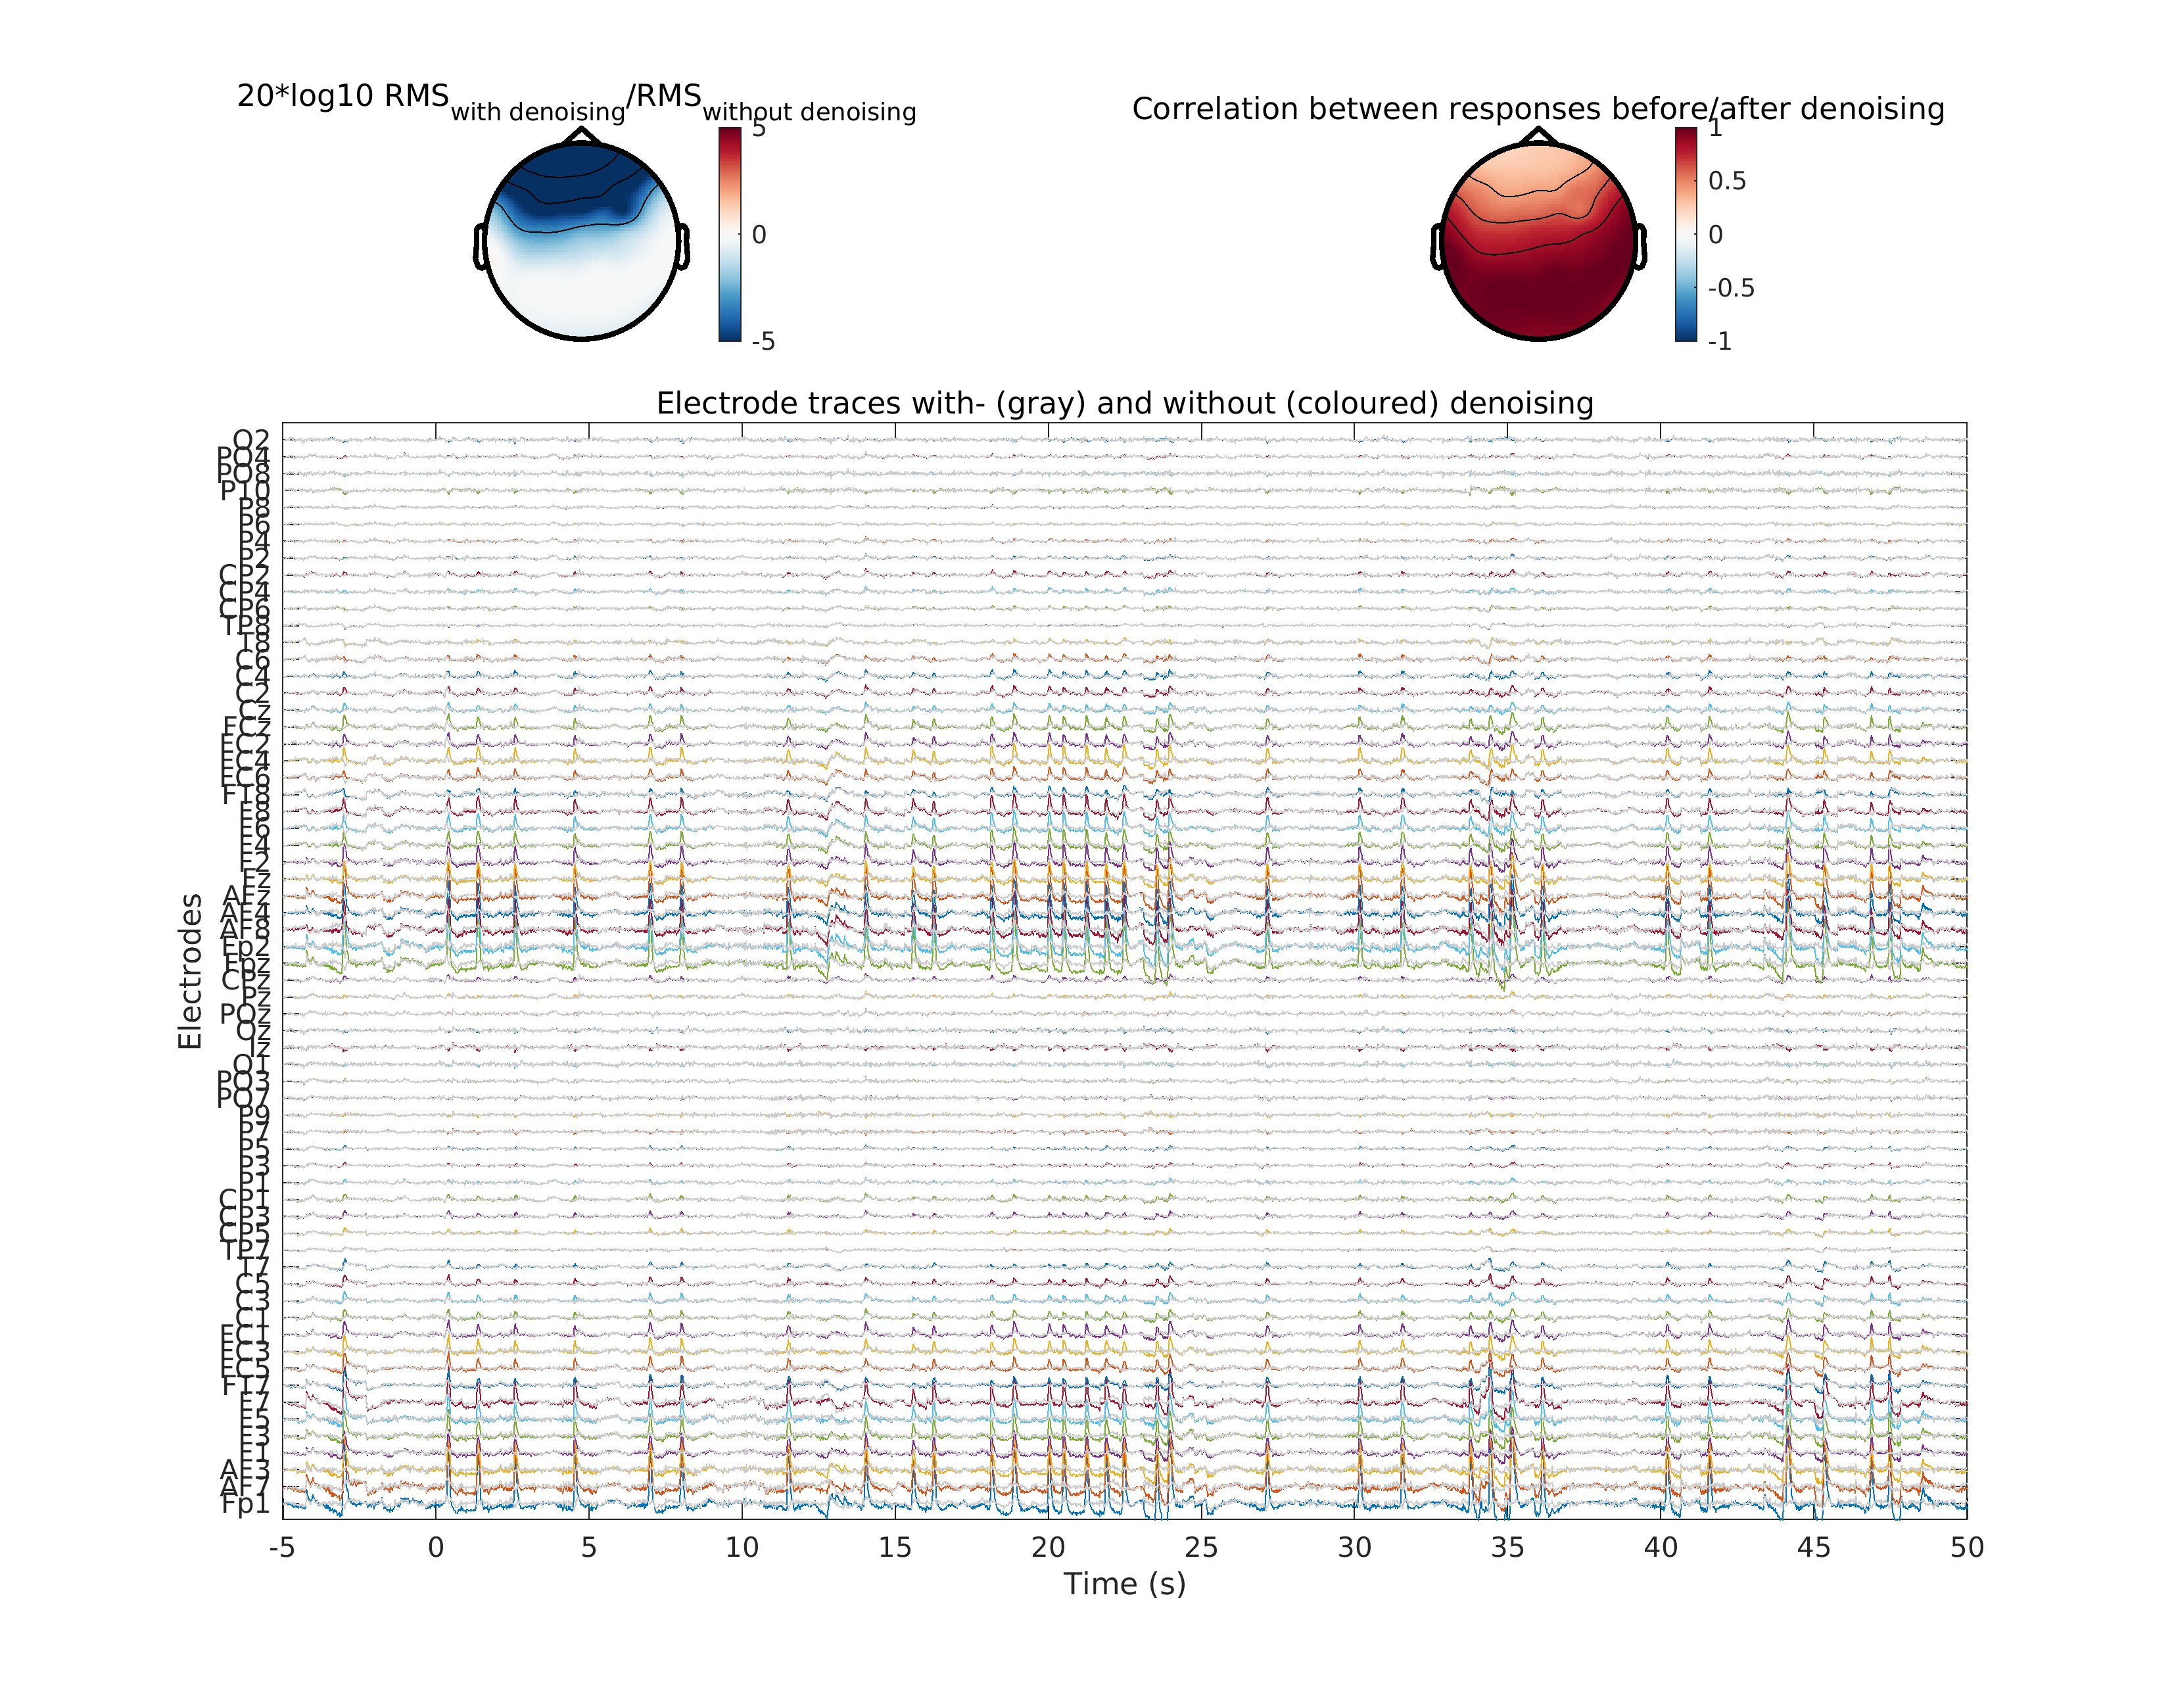 20*log10 RMSwith denoising/RMSwithout denoising
5
0
-5
Correlation between responses before/after denoising
1
0.5
0
-0.5
-1
Electrode traces with- (gray) and without (coloured) denoising
Electrodes
O2
PO4
PO8
P10
P8
P6
P4
P2
CP2
CP4
CP6
TP8
T8
C6
C4
C2
Cz
FCz
FC2
FC4
FC6
FT8
F8
F6
F4
F2
Fz
AFz
AF4
AF8
Fp2
Fpz
CPz
Pz
POz
Oz
Iz
O1
PO3
PO7
P9
P7
P5
P3
P1
CP1
CP3
CP5
TP7
T7
C5
C3
C1
FC1
FC3
FC5
FT7
F7
F5
F3
F1
AF3
AF7
Fp1
-5 0 5 10 15 20 25 30 35 40 45 50
Time (s)